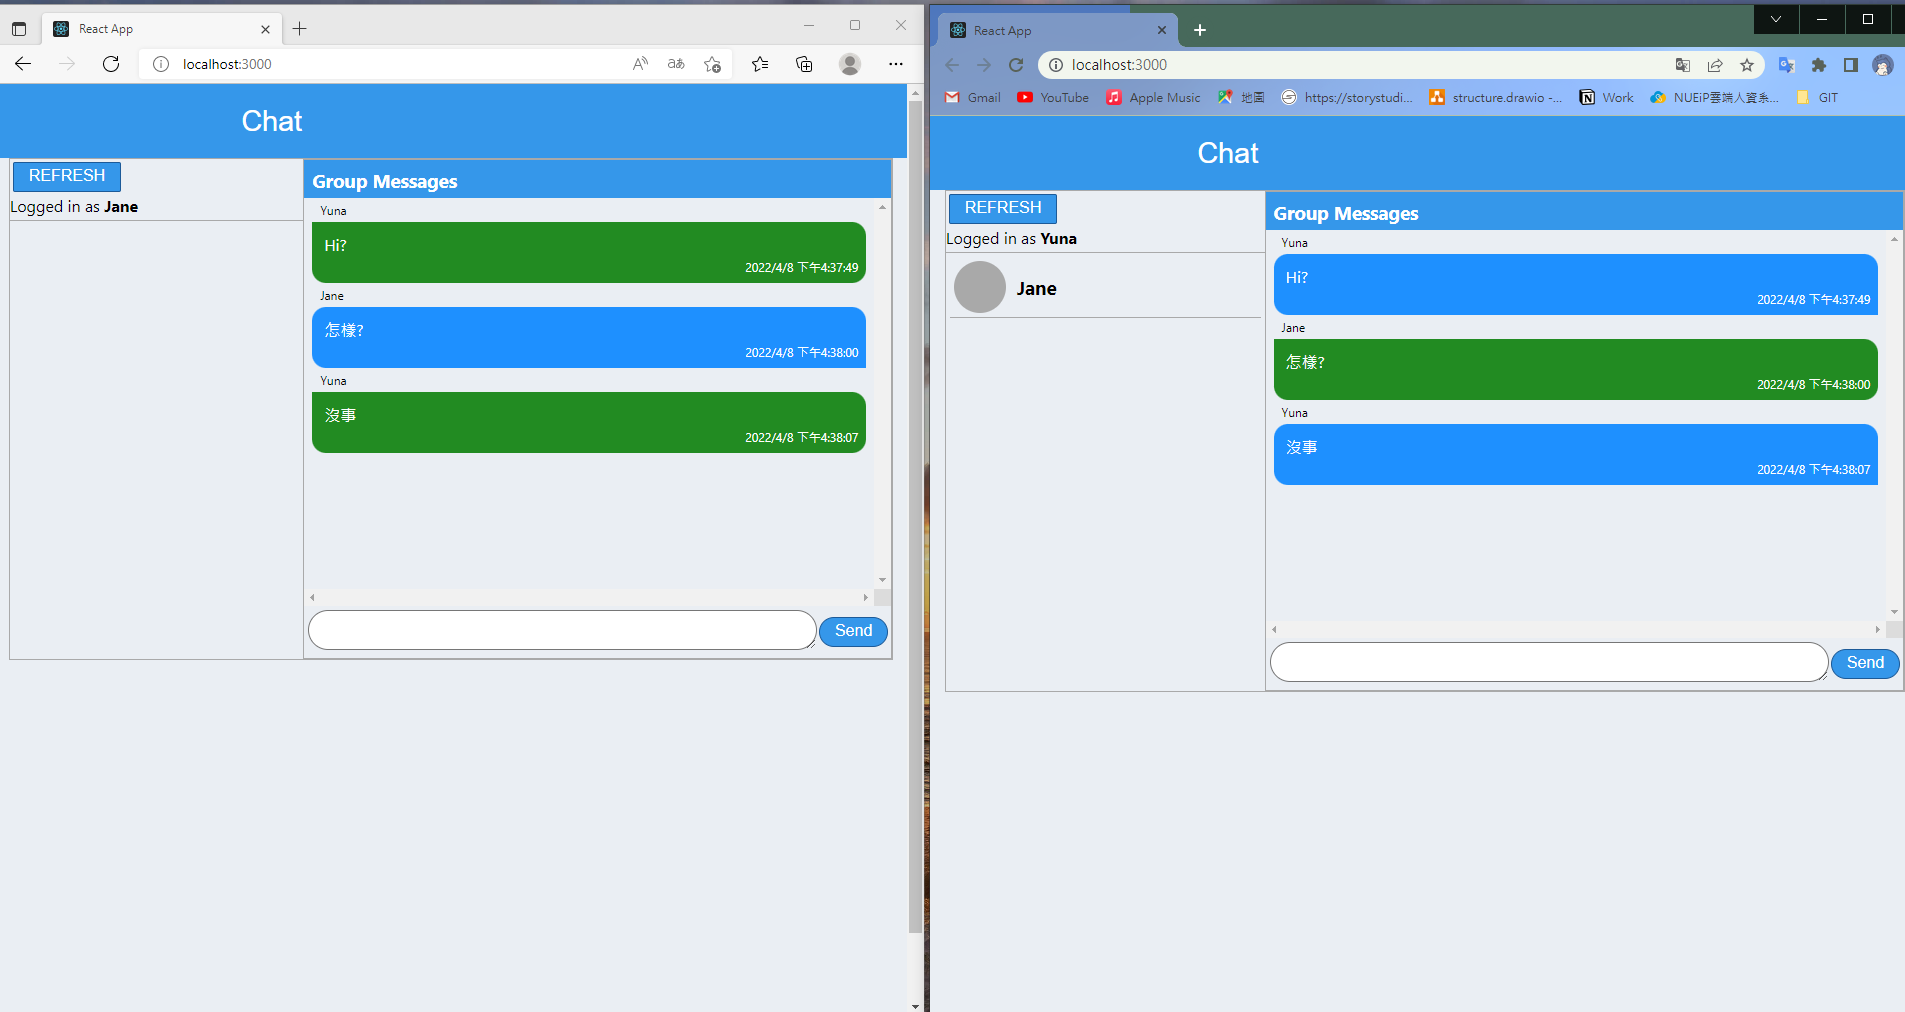 React App
localhost:3000
Chat
REFRESH
Logged in as Jane
Group Messages
Yuna
Hi?
2022/4/8 下午4:37:49
Jane
怎樣?
2022/4/8 下午4:38:00
Yuna
沒事
2022/4/8 下午4:38:07
Send
React App
localhost:3000
Gmail YouTube Apple Music 地圖 https://storystudi... structure.drawio -... Work NUEiP雲端人資系... GIT
Chat
REFRESH
Logged in as Yuna
Jane
Group Messages
Yuna
Hi?
2022/4/8 下午4:37:49
Jane
怎樣?
2022/4/8 下午4:38:00
Yuna
沒事
2022/4/8 下午4:38:07
Send